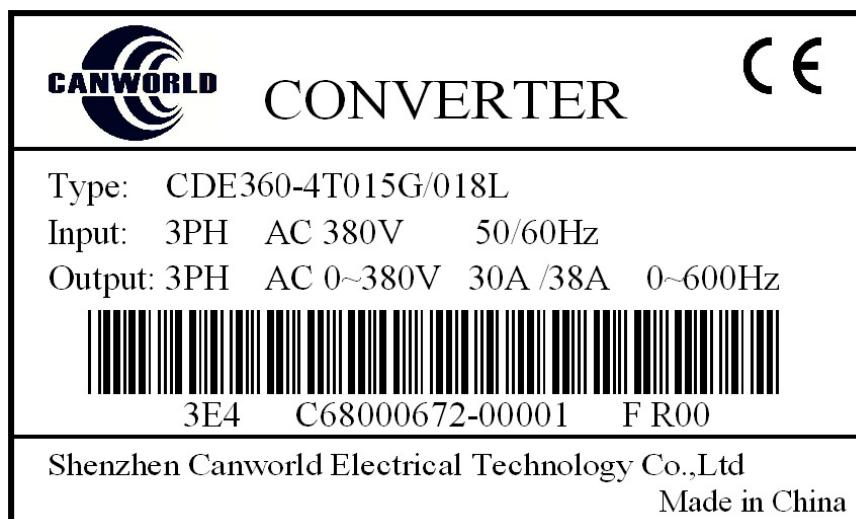 CANWORLD
CONVERTER
CE
Type: CDE360-4T015G/018L
Input: 3PH AC 380V 50/60Hz
Output: 3PH AC 0~380V 30A /38A 0~600Hz
3E4 C68000672-00001 F R00
Shenzhen Canworld Electrical Technology Co.,Ltd
Made in China